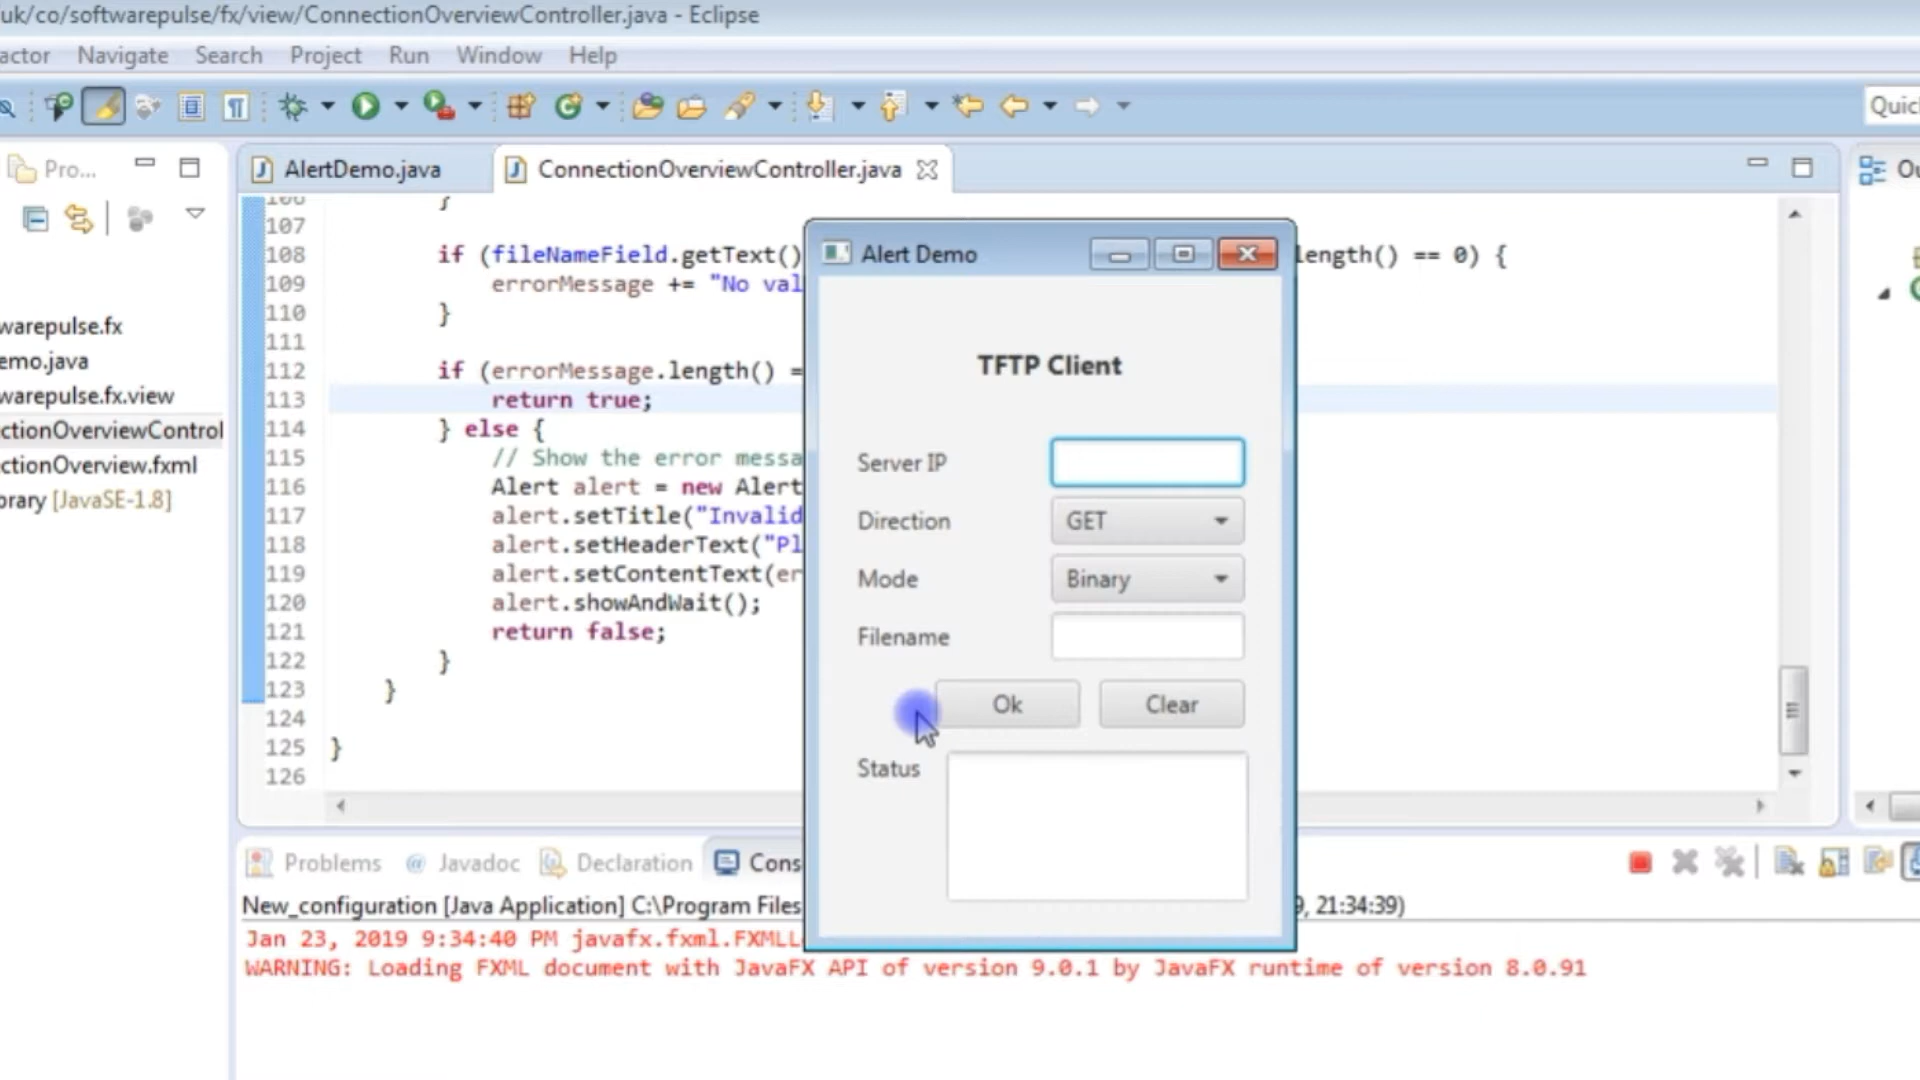 uk/co/softwarepulse/fx/view/ConnectionOverviewController.java - Eclipse
actor Navigate Search Project Run Window Help
Quic
Pro...
AlertDemo.java
ConnectionOverviewController.java
Ou
warepulse.fx
emo.java
warepulse.fx.view
ctionOverviewControl
ctionOverview.fxml
brary [JavaSE-1.8]
106 }
107
108 if (fileNameField.getText() length() == 0) {
109 errorMessage += "No val
110 }
111
112 if (errorMessage.length() =
113 return true;
114 } else {
115 // Show the error messa
116 Alert alert = new Alert
117 alert.setTitle("Invalid
118 alert.setHeaderText("Pl
119 alert.setContentText(er
120 alert.showAndWait();
121 return false;
122 }
123 }
124
125 }
126
Alert Demo
TFTP Client
Server IP
Direction GET
Mode Binary
Filename
Ok Clear
Status
Problems @ Javadoc Declaration Cons
New_configuration [Java Application] C:\Program Files 9, 21:34:39)
Jan 23, 2019 9:34:40 PM javafx.fxml.FXMLL
WARNING: Loading FXML document with JavaFX API of version 9.0.1 by JavaFX runtime of version 8.0.91